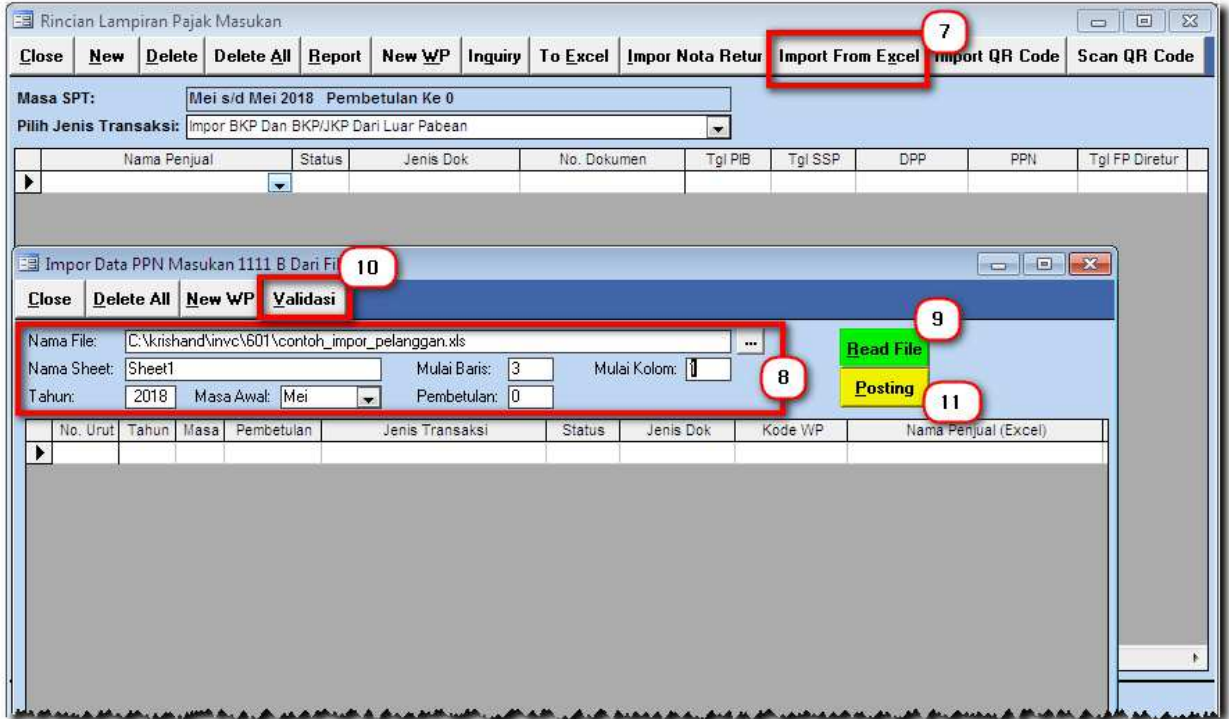 Rincian Lampiran Pajak Masukan
7
Close New Delete Delete All Report New WP Inquiry To Excel Impor Nota Retur Import From Excel Import QR Code Scan QR Code
Masa SPT: Mei s/d Mei 2018 Pembetulan Ke 0
Pilih Jenis Transaksi: Impor BKP Dan BKP/JKP Dari Luar Pabean
Nama Penjual Status Jenis Dok No. Dokumen Tgl PIB Tgl SSP DPP PPN Tgl FP Diretur
Impor Data PPN Masukan 1111 B Dari Fi
10
Close Delete All New WP Validasi
9
Nama File: C:\krishand\invc\601\contoh_impor_pelanggan.xls ...
Read File
Nama Sheet: Sheet1 Mulai Baris: 3 Mulai Kolom:
8
Tahun: 2018 Masa Awal: Mei Pembetulan: 0
Posting
11
No. Urut Tahun Masa Pembetulan Jenis Transaksi Status Jenis Dok Kode WP Nama Penjual (Excel)